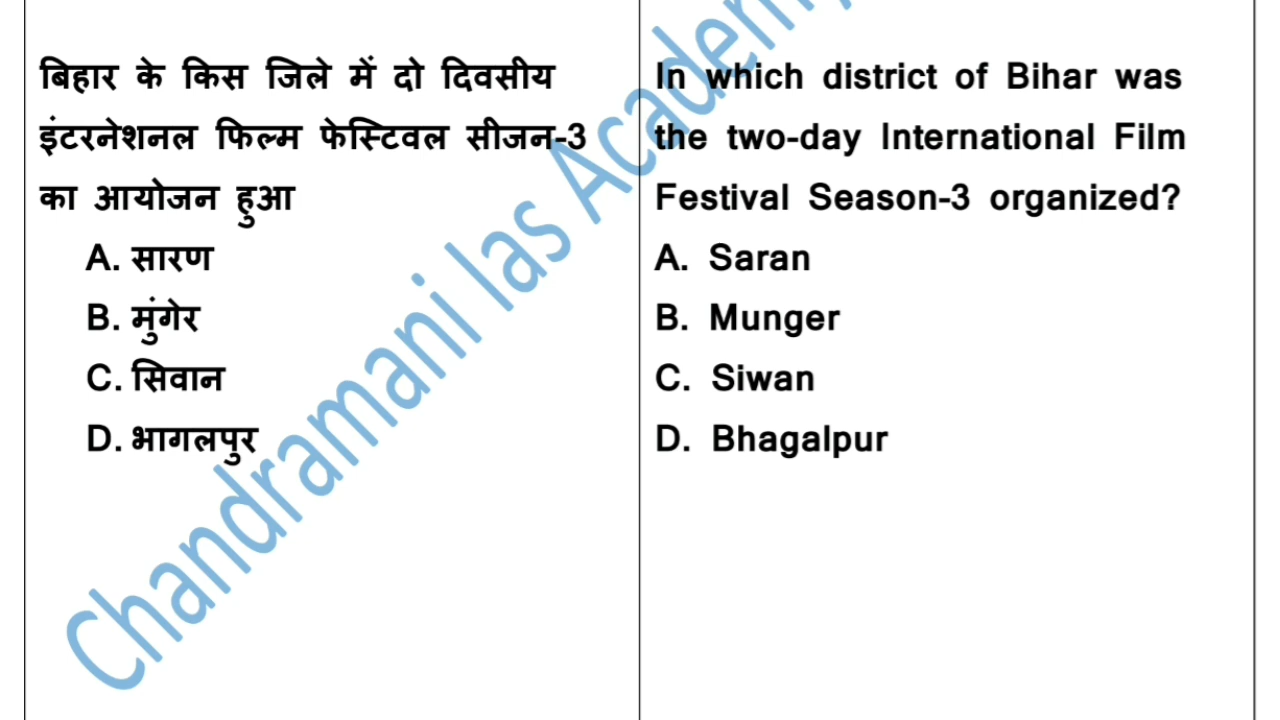 बिहार के किस जिले में दो दिवसीय
इंटरनेशनल फिल्म फेस्टिवल सीजन-3
का आयोजन हुआ
A. सारण
B. मुंगेर
C. सिवान
D. भागलपुर
In which district of Bihar was
the two-day International Film
Festival Season-3 organized?
A. Saran
B. Munger
C. Siwan
D. Bhagalpur
Chandramani Ias Academy